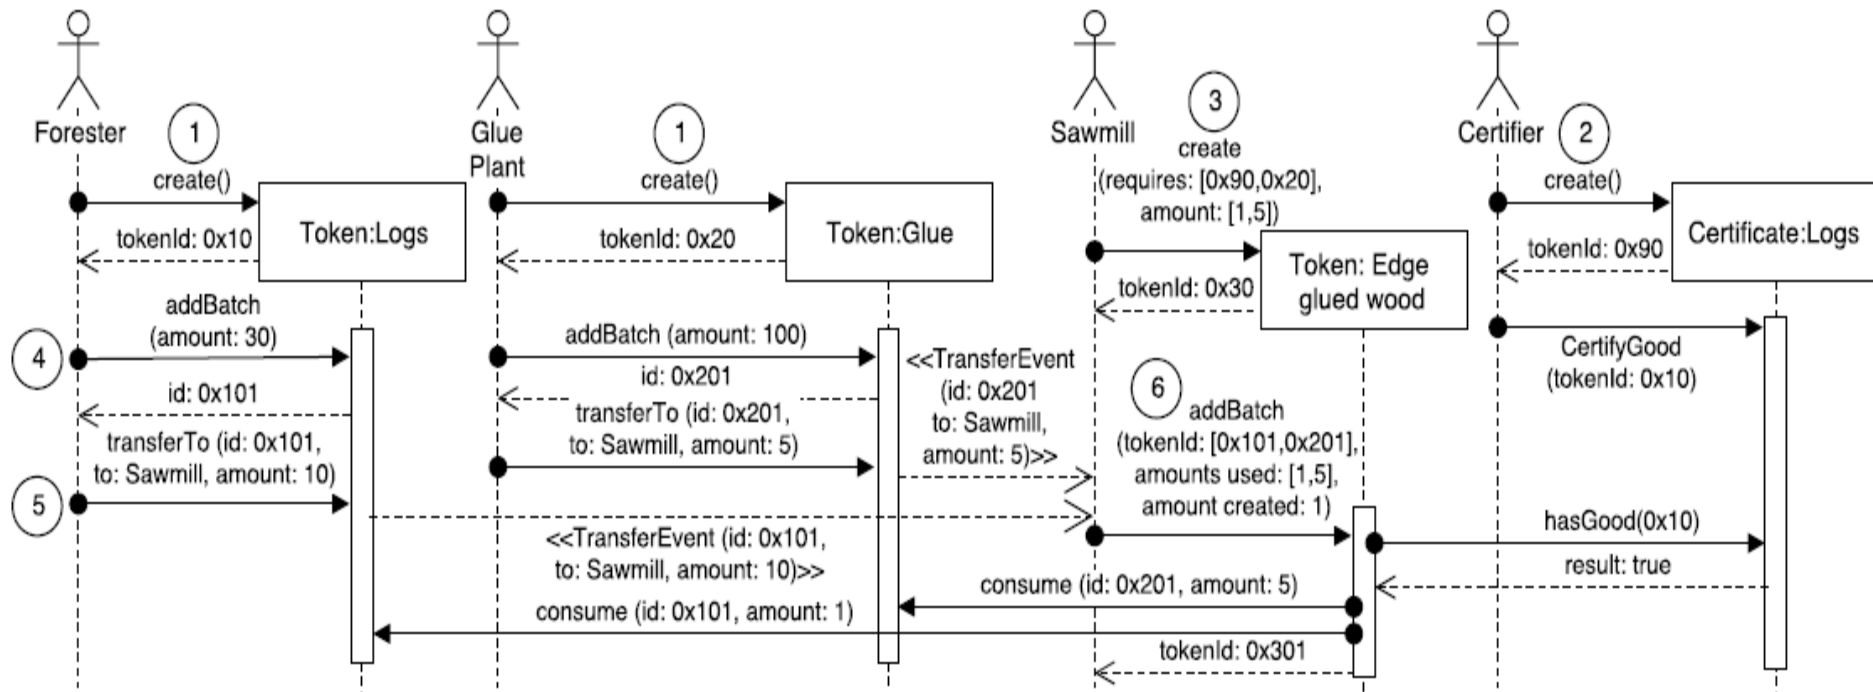 Forester
1
create()
Token:Logs
tokenId: 0x10
addBatch
(amount: 30)
4
id: 0x101
transferTo (id: 0x101,
to: Sawmill, amount: 10)
5
Glue
Plant
1
create()
Token:Glue
tokenId: 0x20
addBatch (amount: 100)
id: 0x201
transferTo (id: 0x201,
to: Sawmill, amount: 5)
<<TransferEvent
(id: 0x201
to: Sawmill,
amount: 5)>>
<<TransferEvent (id: 0x101,
to: Sawmill, amount: 10)>>
Sawmill
3
create
(requires: [0x90,0x20],
amount: [1,5])
Token: Edge
glued wood
tokenId: 0x30
6
addBatch
(tokenId: [0x101,0x201],
amounts used: [1,5],
amount created: 1)
Certifier
2
create()
Certificate:Logs
tokenId: 0x90
CertifyGood
(tokenId: 0x10)
hasGood(0x10)
result: true
consume (id: 0x201, amount: 5)
consume (id: 0x101, amount: 1)
tokenId: 0x301